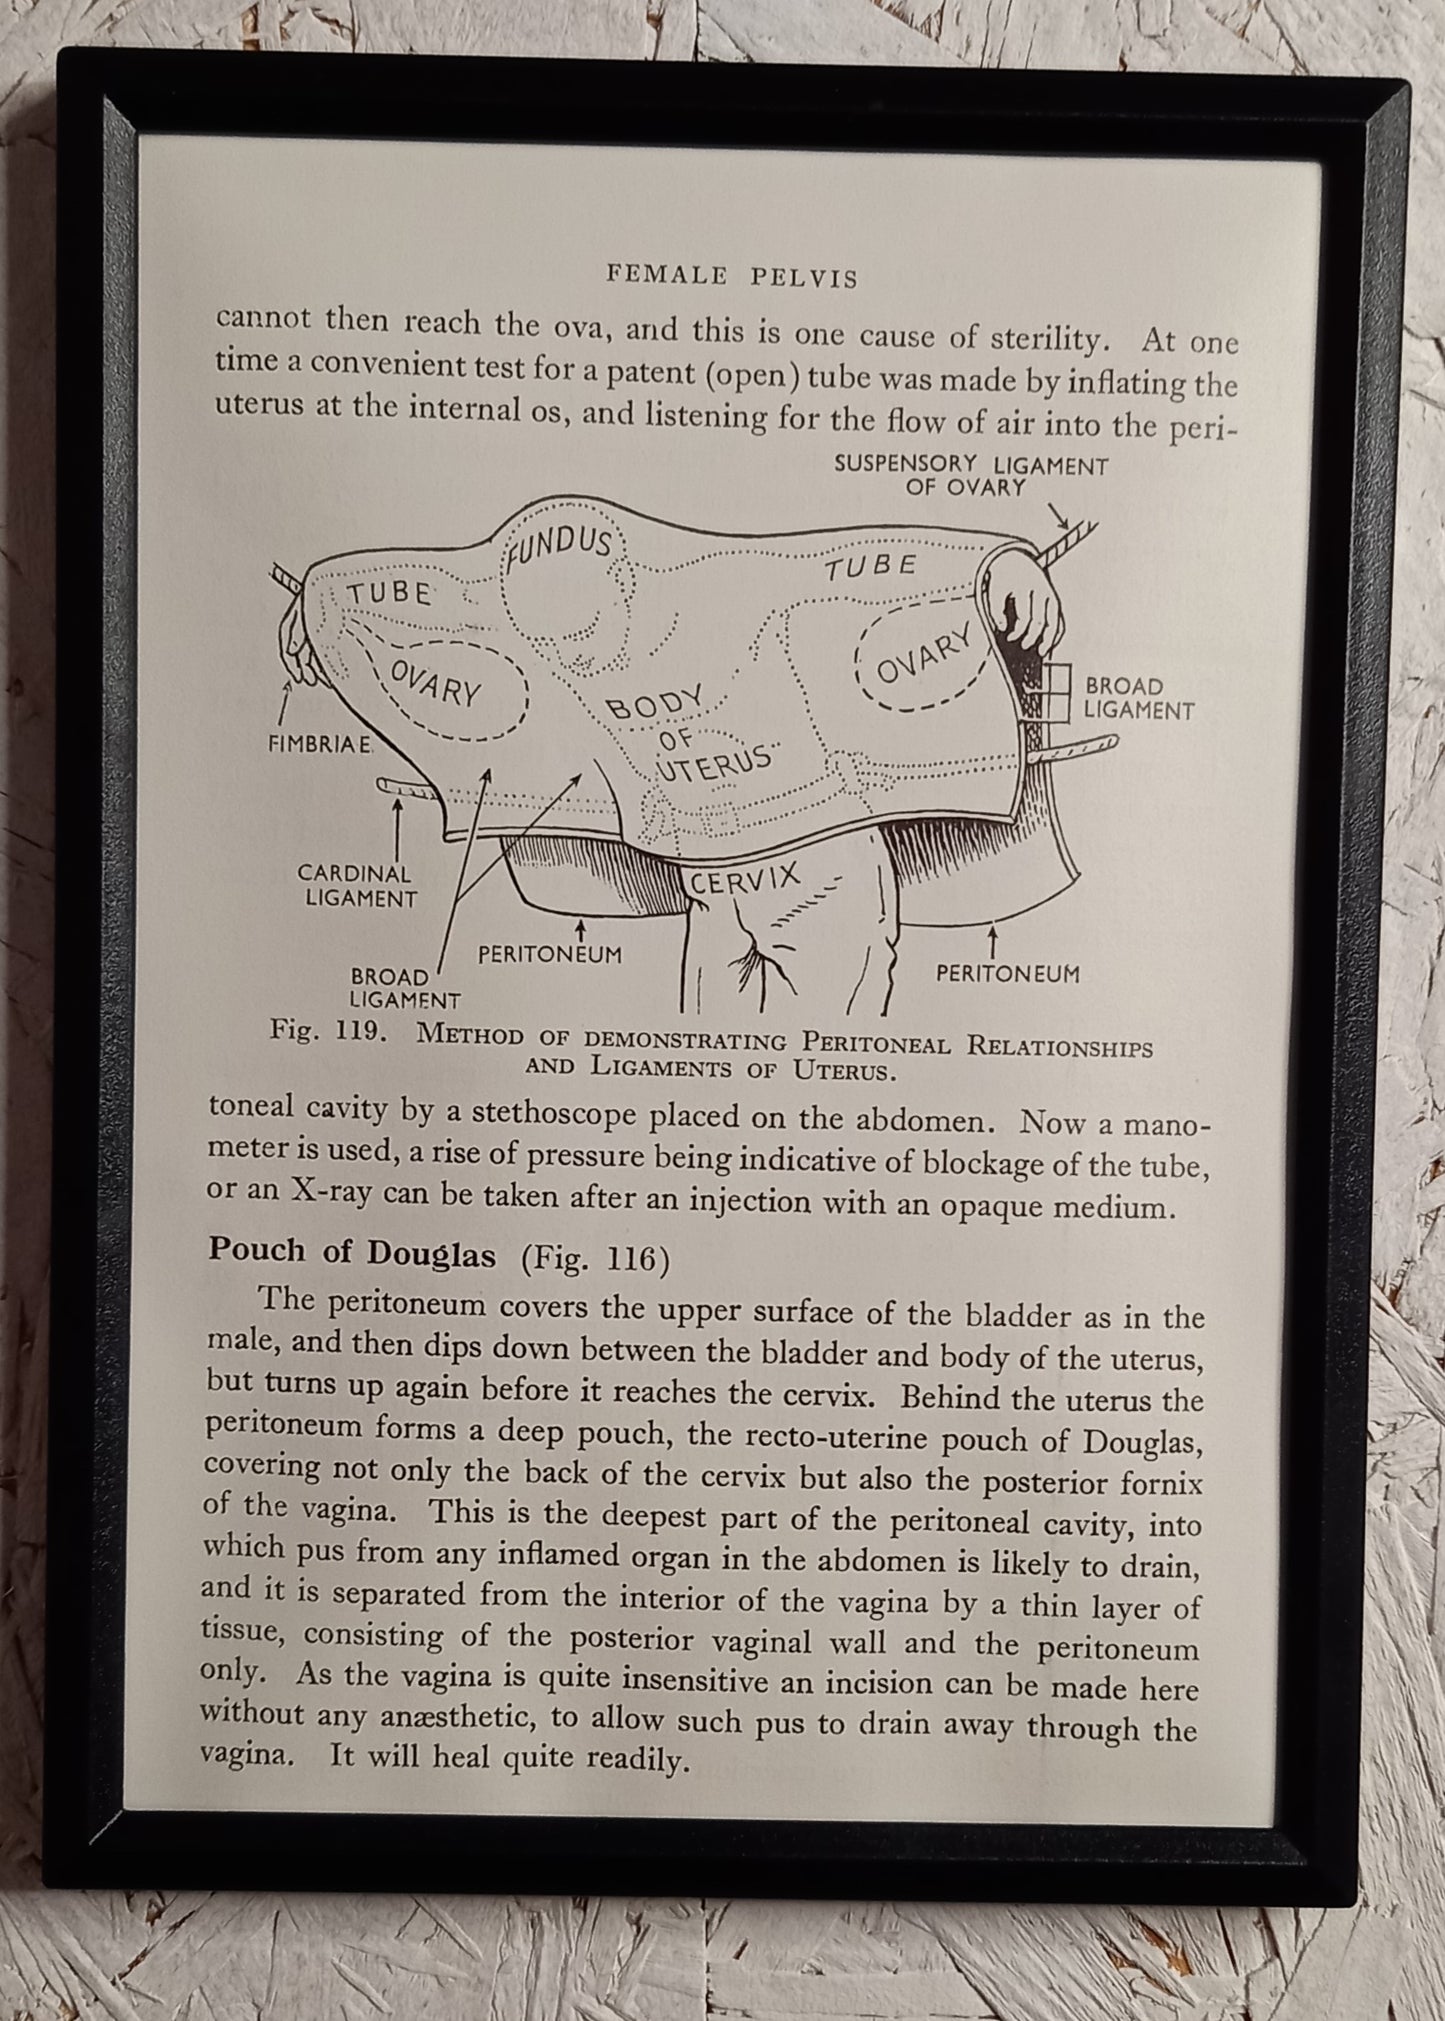 FEMALE PELVIS
cannot then reach the ova, and this is one cause of sterility. At one
time a convenient test for a patent (open) tube was made by inflating the
uterus at the internal os, and listening for the flow of air into the peri-
SUSPENSORY LIGAMENT
OF OVARY
FUNDUS
TUBE
TUBE
OVARY
OVARY
BODY
OF
UTERUS
BROAD
LIGAMENT
FIMBRIAE
CARDINAL
LIGAMENT
CERVIX
PERITONEUM
PERITONEUM
BROAD
LIGAMENT
Fig. 119. METHOD OF DEMONSTRATING PERITONEAL RELATIONSHIPS
AND LIGAMENTS OF UTERUS.
toneal cavity by a stethoscope placed on the abdomen. Now a mano-
meter is used, a rise of pressure being indicative of blockage of the tube,
or an X-ray can be taken after an injection with an opaque medium.
Pouch of Douglas (Fig. 116)
The peritoneum covers the upper surface of the bladder as in the
male, and then dips down between the bladder and body of the uterus,
but turns up again before it reaches the cervix. Behind the uterus the
peritoneum forms a deep pouch, the recto-uterine pouch of Douglas,
covering not only the back of the cervix but also the posterior fornix
of the vagina. This is the deepest part of the peritoneal cavity, into
which pus from any inflamed organ in the abdomen is likely to drain,
and it is separated from the interior of the vagina by a thin layer of
tissue, consisting of the posterior vaginal wall and the peritoneum
only. As the vagina is quite insensitive an incision can be made here
without any anæsthetic, to allow such pus to drain away through the
vagina. It will heal quite readily.